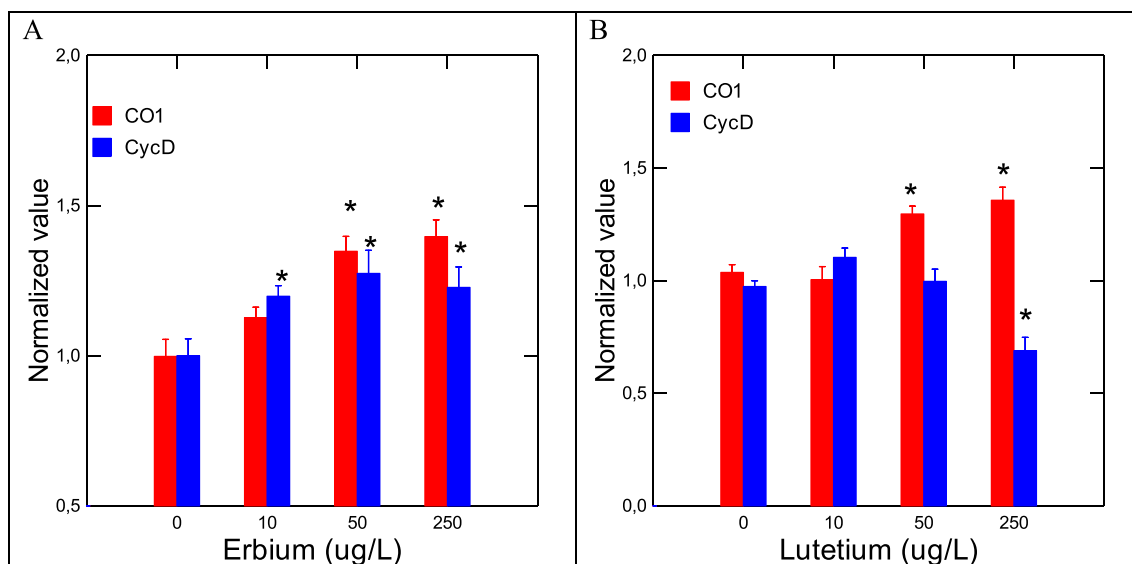 A
2,0
CO1
CycD
1,5
1,0
0,5
Normalized value
* * * * *
0 10 50 250
Erbium (ug/L)
B
2,0
CO1
CycD
1,5
1,0
0,5
0,0
Normalized value
* * *
0 10 50 250
Lutetium (ug/L)